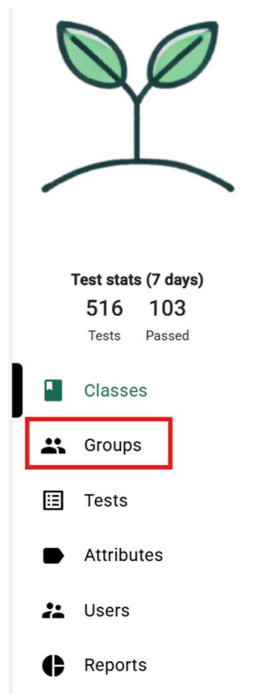 Test stats (7 days)
516 103
Tests Passed
Classes
Groups
Tests
Attributes
Users
Reports